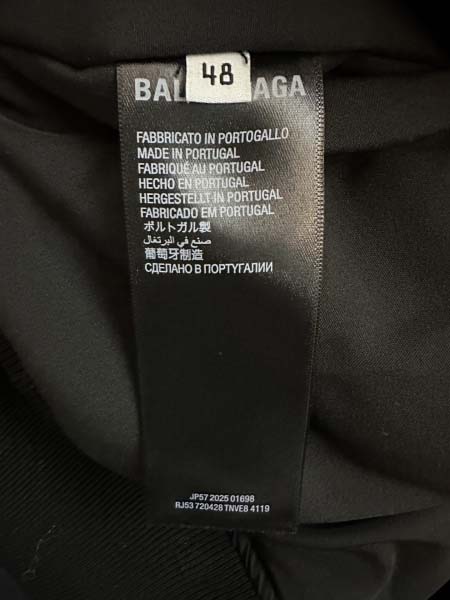 48
BAL AGA
FABBRICATO IN PORTOGALLO
MADE IN PORTUGAL
FABRIQUÉ AU PORTUGAL
HECHO EN PORTUGAL
HERGESTELLT IN PORTUGAL
FABRICADO EM PORTUGAL
ポルトガル製
صنع في البرتغال
葡萄牙制造
СДЕЛАНО В ПОРТУГАЛИИ
JP57 2025 01698
RJ53 720428 TNVE8 4119